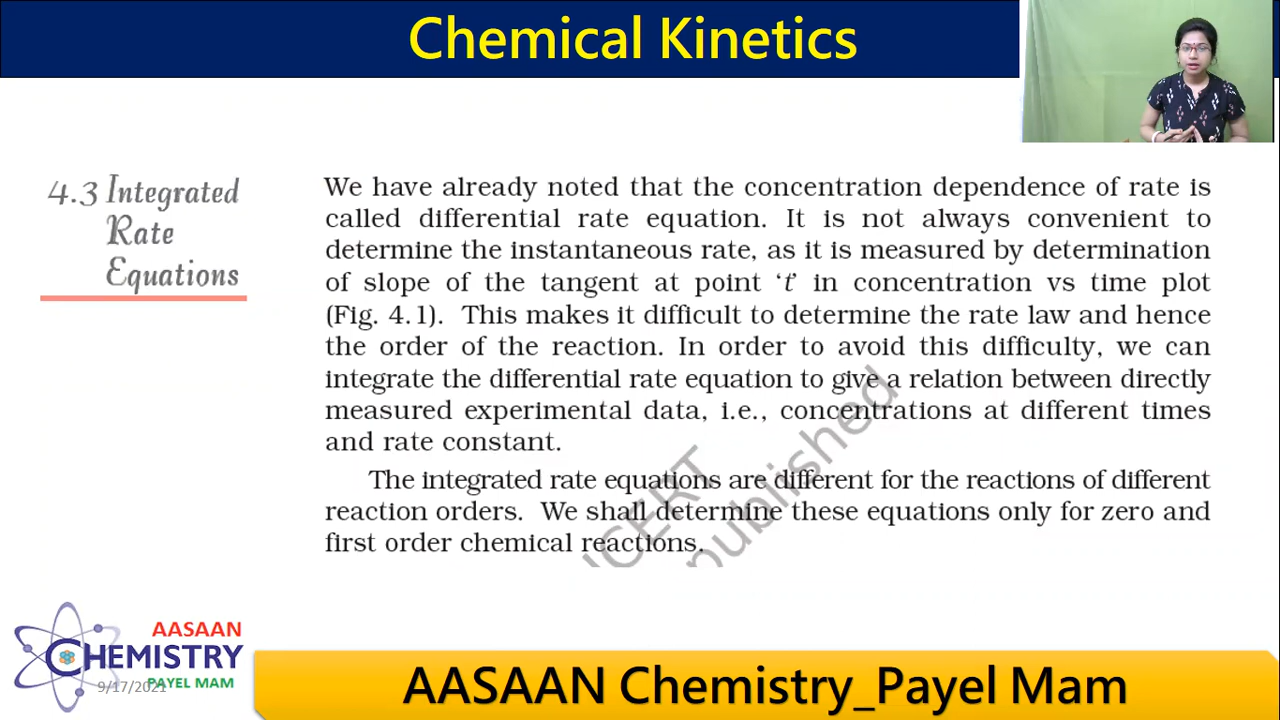 Chemical Kinetics
4.3 Integrated
Rate
Equations
We have already noted that the concentration dependence of rate is
called differential rate equation. It is not always convenient to
determine the instantaneous rate, as it is measured by determination
of slope of the tangent at point ‘t’ in concentration vs time plot
(Fig. 4.1). This makes it difficult to determine the rate law and hence
the order of the reaction. In order to avoid this difficulty, we can
integrate the differential rate equation to give a relation between directly
measured experimental data, i.e., concentrations at different times
and rate constant.
The integrated rate equations are different for the reactions of different
reaction orders. We shall determine these equations only for zero and
first order chemical reactions.
published
AASAAN
CHEMISTRY
PAYEL MAM
9/17/2021
AASAAN Chemistry_Payel Mam